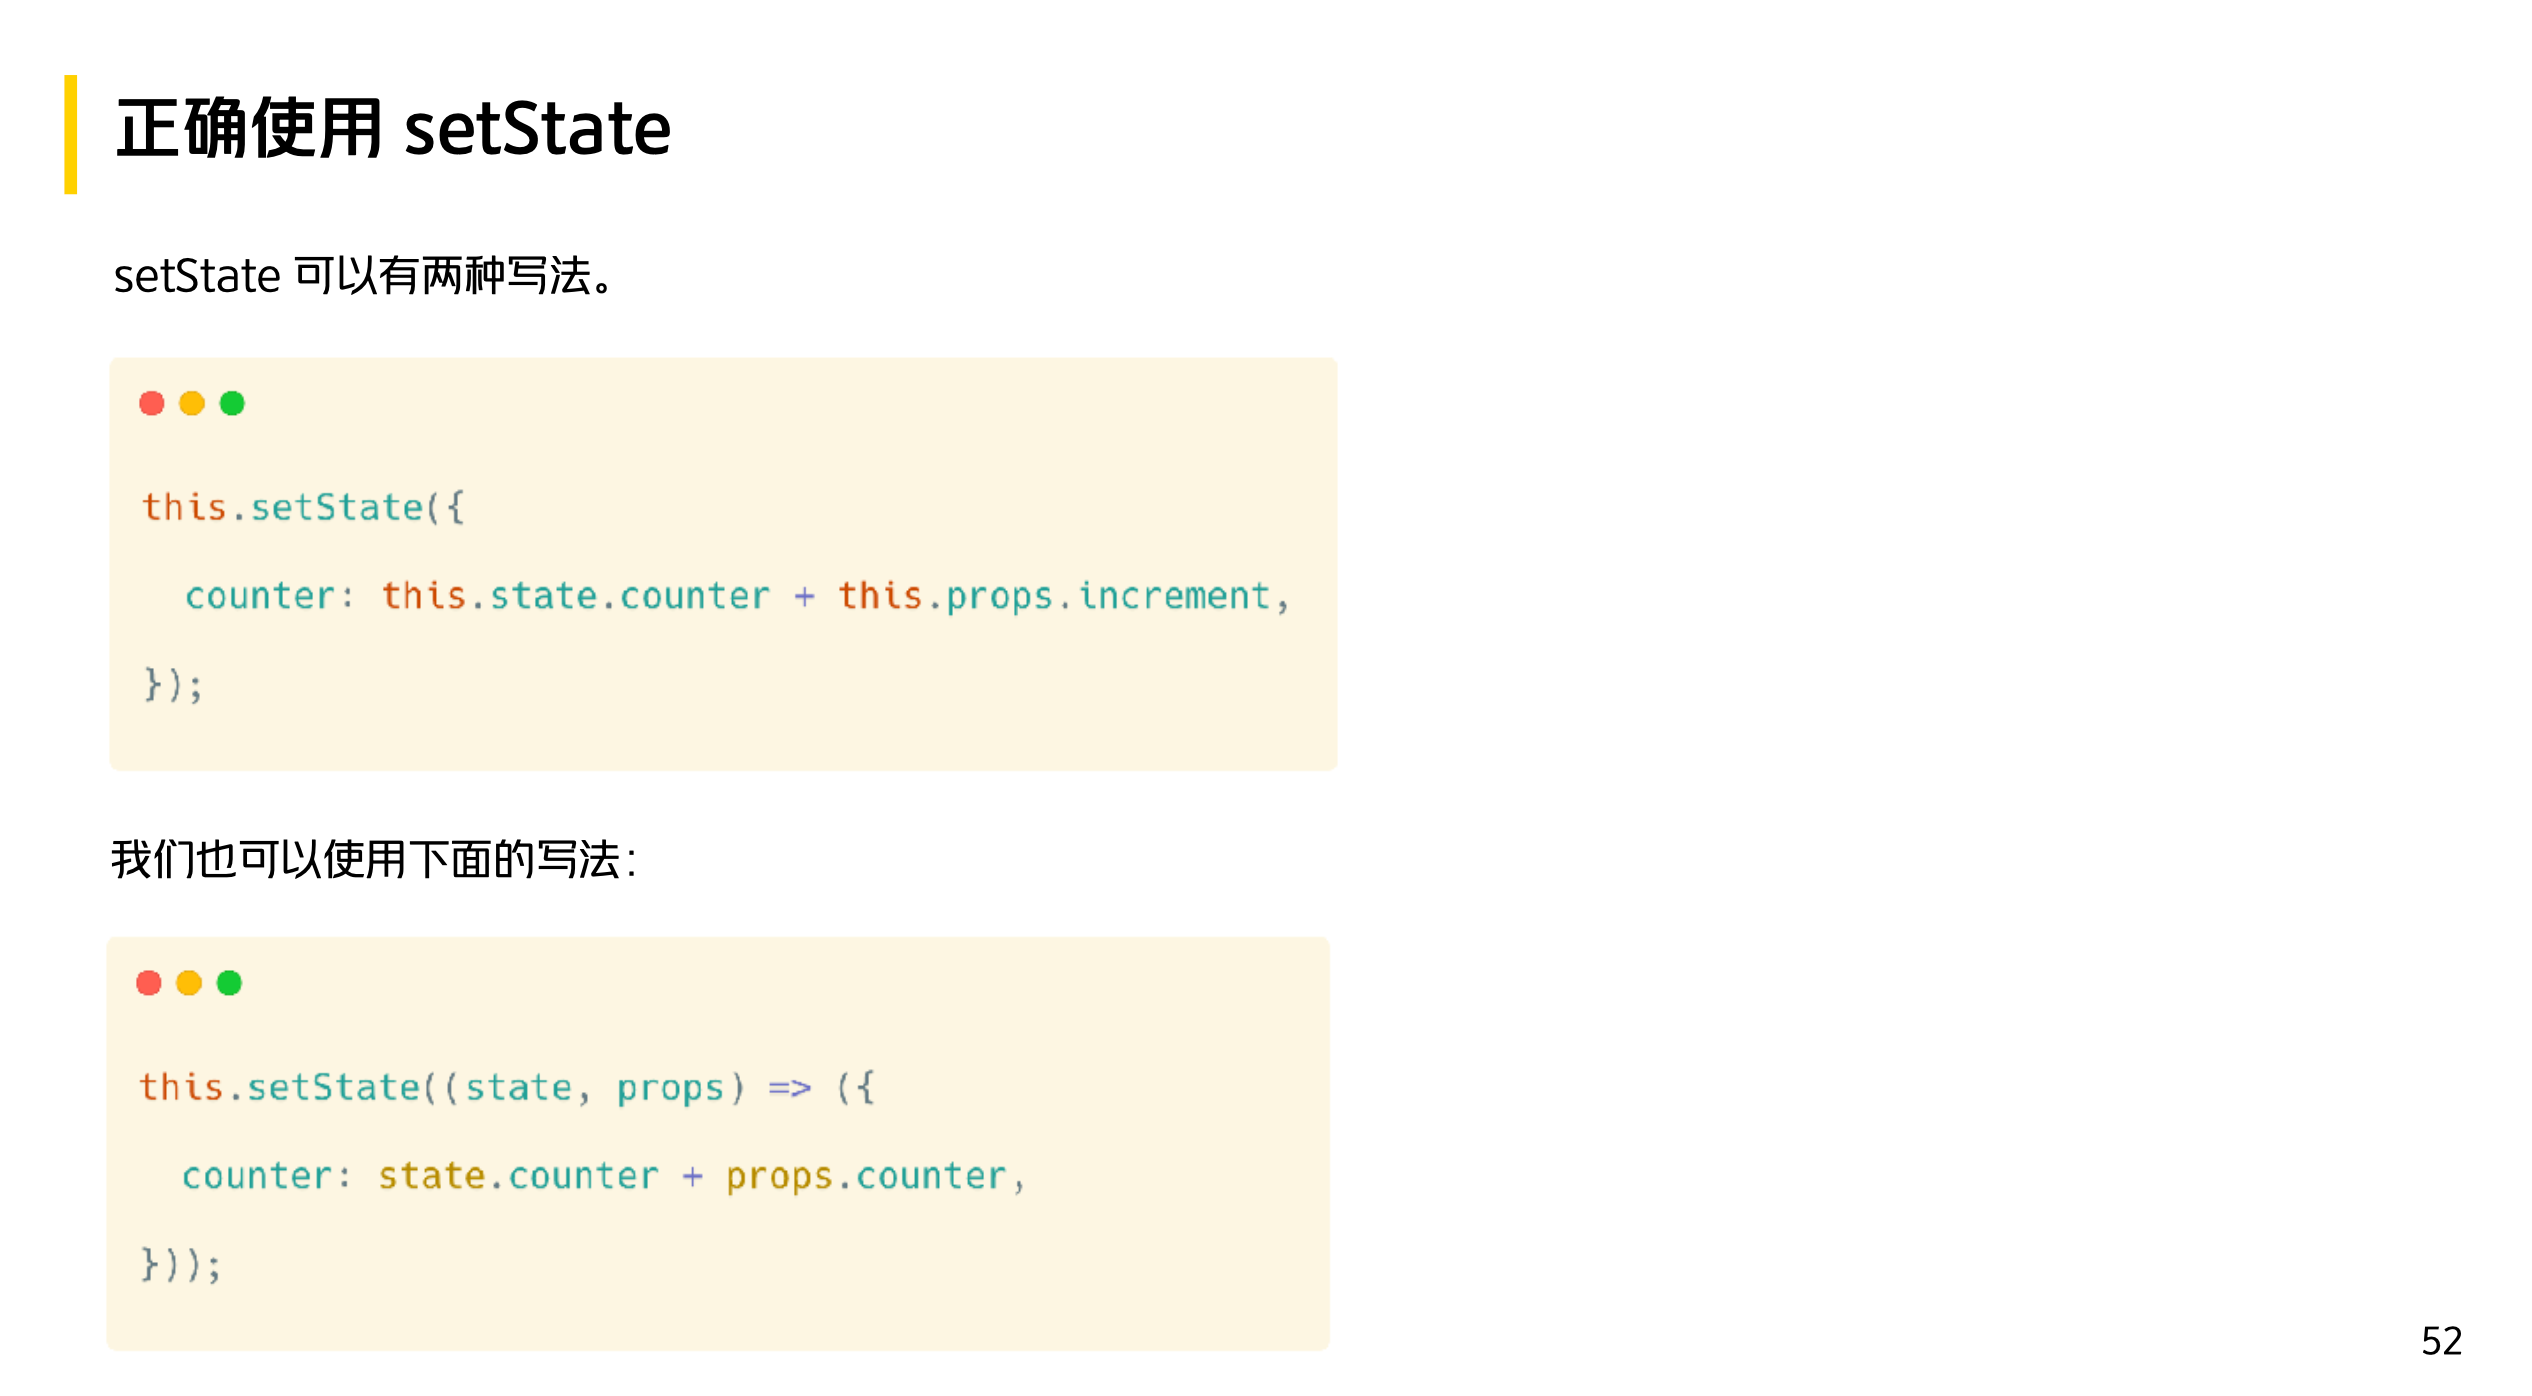 正确使用 setState
setState 可以有两种写法。
this.setState({
  counter: this.state.counter + this.props.increment,
});
我们也可以使用下面的写法：
this.setState((state, props) => ({
  counter: state.counter + props.counter,
}));
52